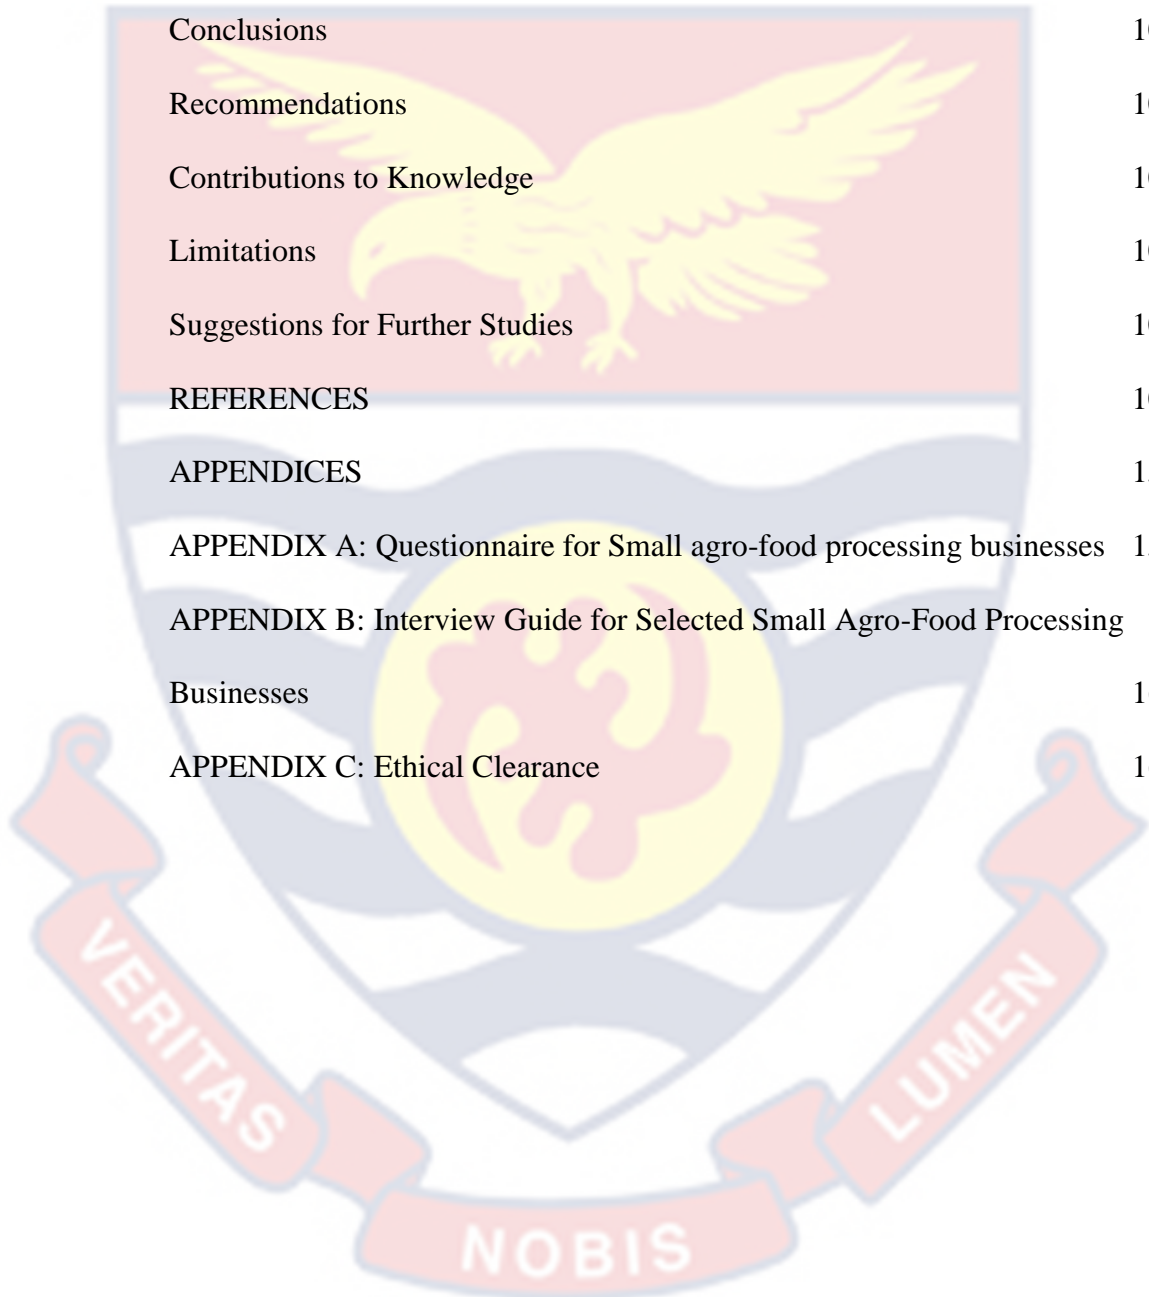 Conclusions
Recommendations
Contributions to Knowledge
Limitations
Suggestions for Further Studies
REFERENCES
APPENDICES
APPENDIX A: Questionnaire for Small agro-food processing businesses
APPENDIX B: Interview Guide for Selected Small Agro-Food Processing
Businesses
APPENDIX C: Ethical Clearance
VERITAS
NOBIS
LUMEN